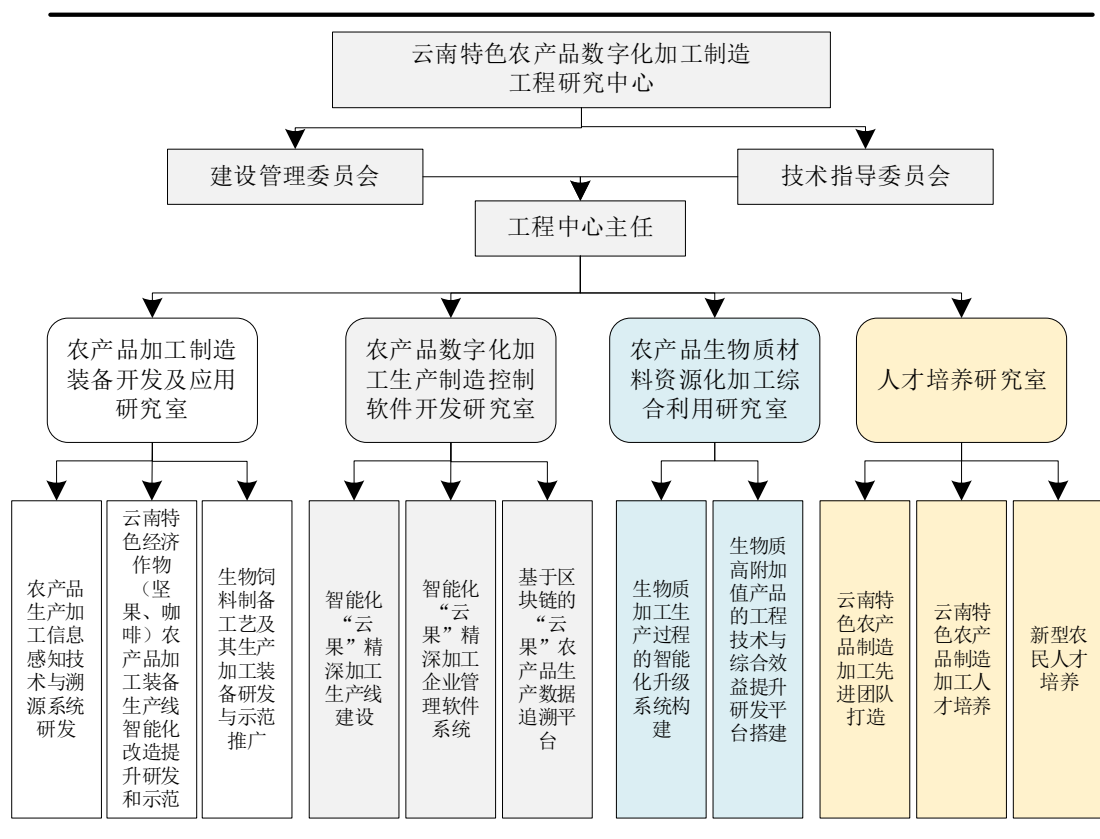 云南特色农产品数字化加工制造
工程研究中心
建设管理委员会
技术指导委员会
工程中心主任
农产品加工制造
装备开发及应用
研究室
农产品数字化加
工生产制造控制
软件开发研究室
农产品生物质材
料资源化加工综
合利用研究室
人才培养研究室
农产品
生产加
工信息
感知技
术与溯
源系统
研发
云南特
色经济
作物
（坚
果、咖
啡）农
产品加
工装备
生产线
智能化
改造提
升研发
和示范
生物饲
料制备
工艺及
其生产
加工装
备研发
与示范
推广
智能化
“云
果”精
深加工
生产线
建设
智能化
“云
果”精
深加工
企业管
理软件
系统
基于区
块链的
“云
果”农
产品生
产数据
追溯平
台
生物质
加工生
产过程
的智能
化升级
系统构
建
生物质
高附加
值产品
的工程
技术与
综合效
益提升
研发平
台搭建
云南特
色农产
品制造
加工先
进团队
打造
云南特
色农产
品制造
加工人
才培养
新型农
民人才
培养